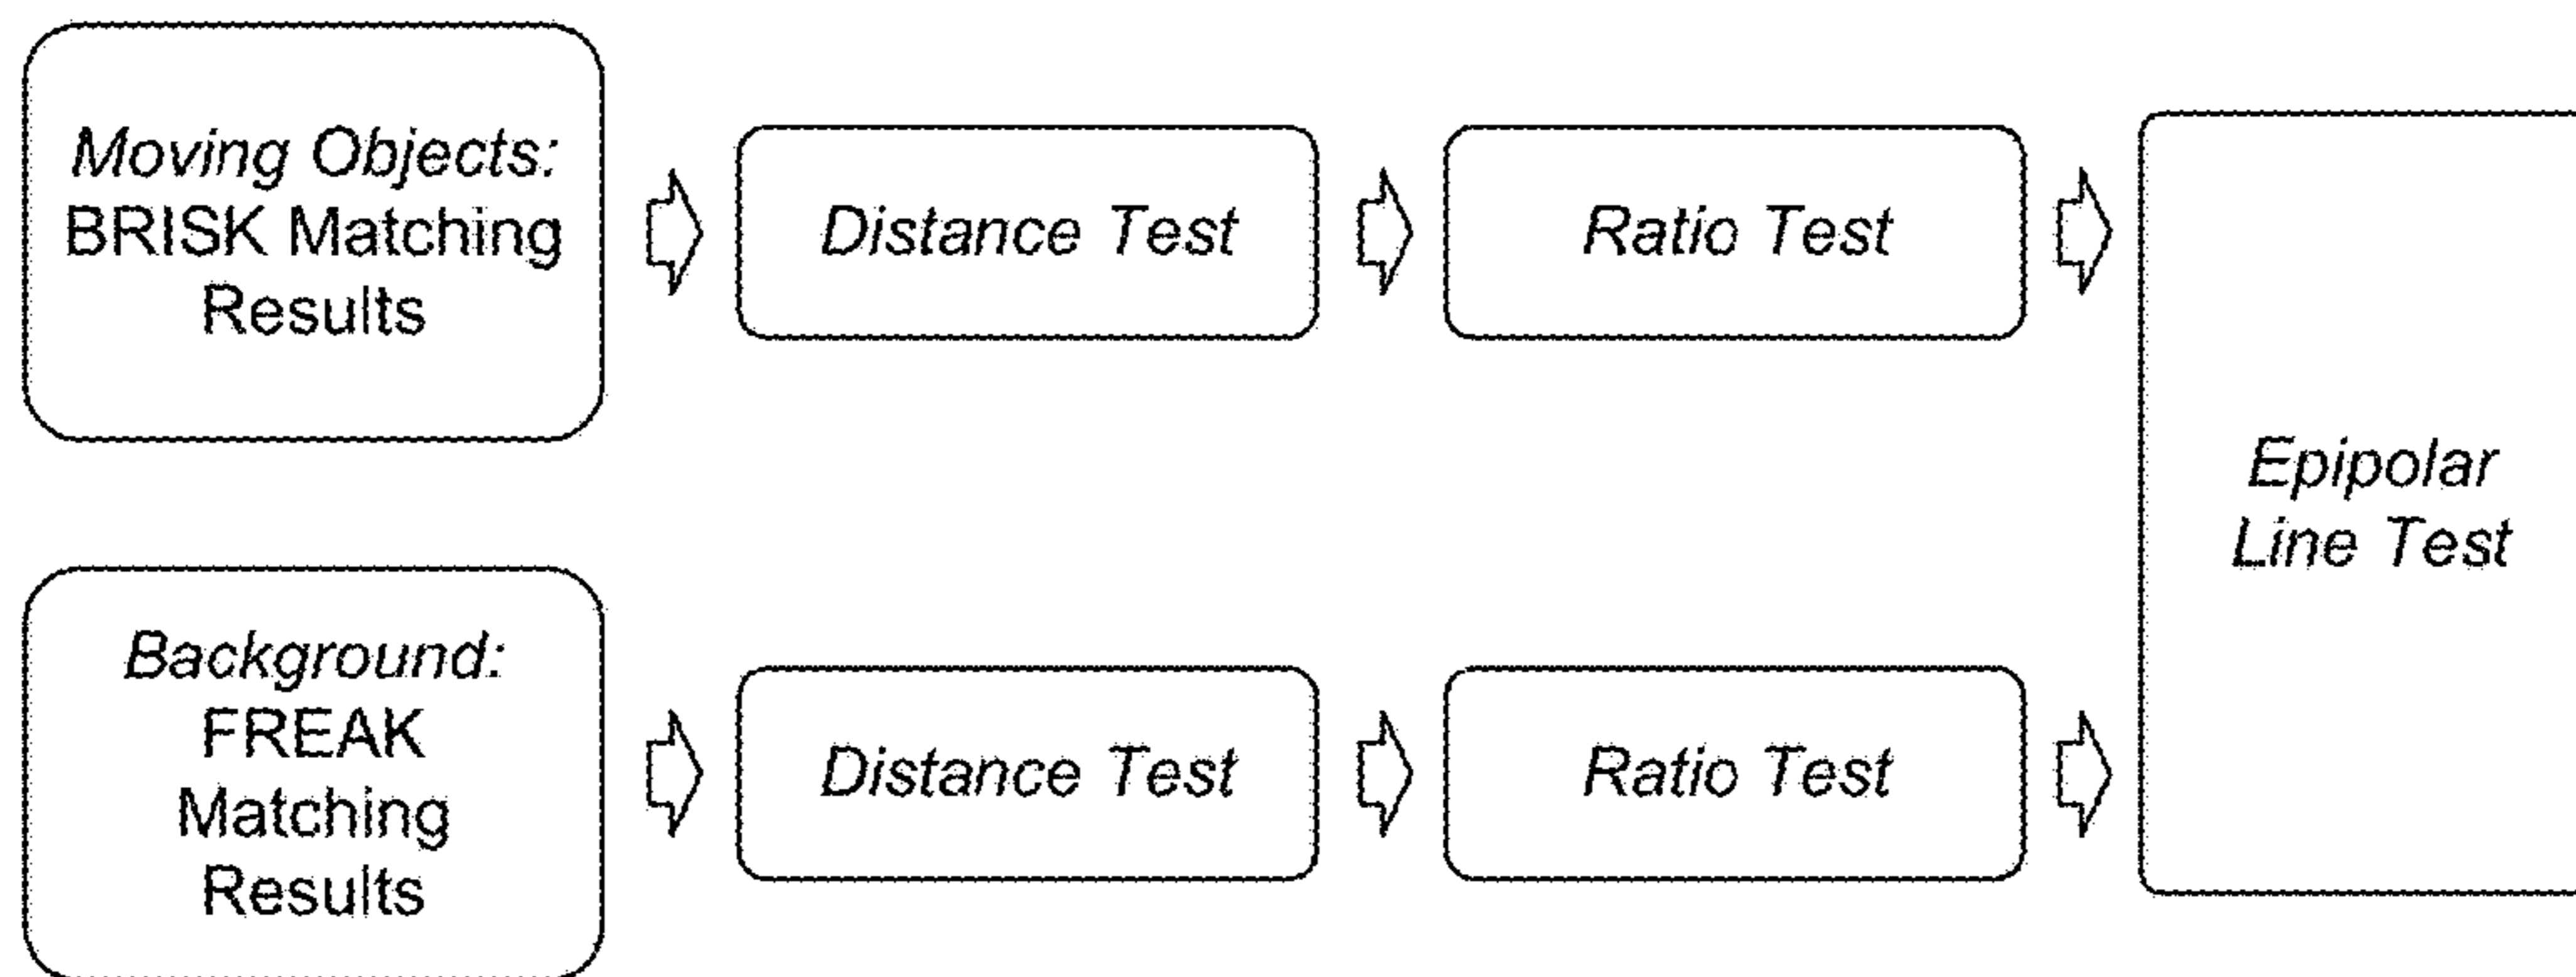 Moving Objects:
BRISK Matching
Results
Distance Test
Ratio Test
Epipolar
Line Test
Background:
FREAK
Matching
Results
Distance Test
Ratio Test